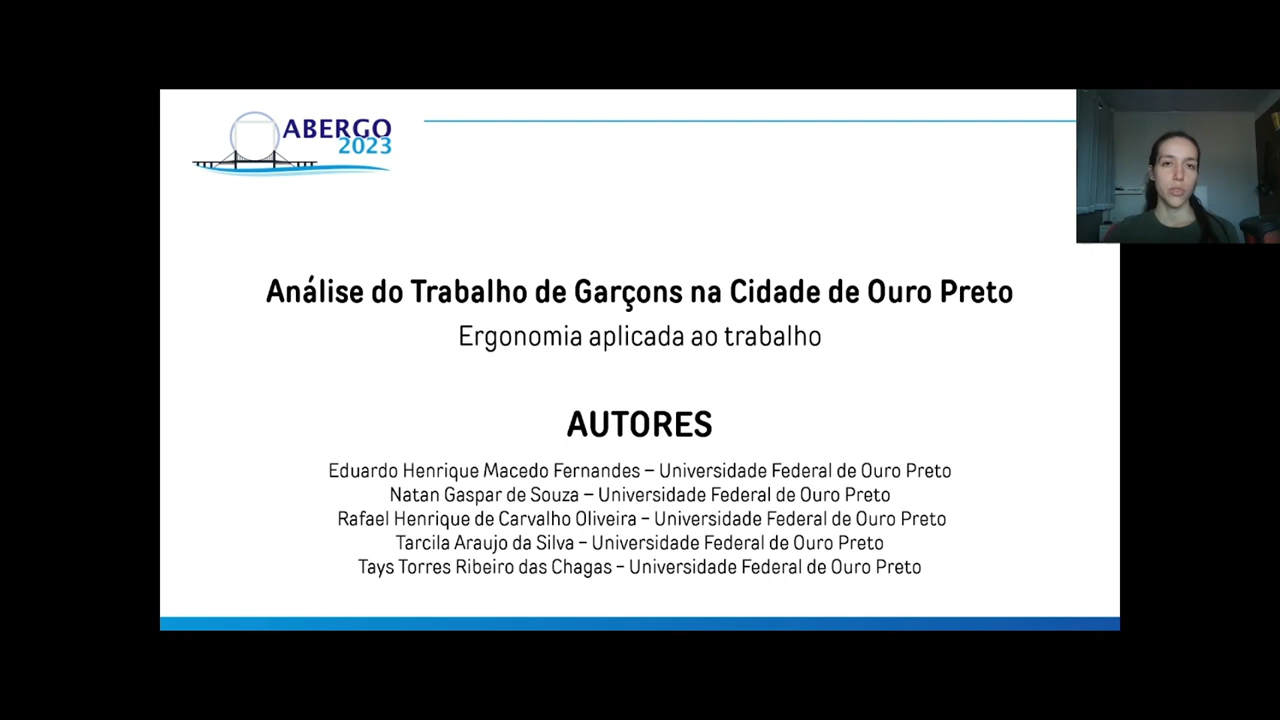 ABERGO
2023
Análise do Trabalho de Garçons na Cidade de Ouro Preto
Ergonomia aplicada ao trabalho
AUTORES
Eduardo Henrique Macedo Fernandes – Universidade Federal de Ouro Preto
Natan Gaspar de Souza – Universidade Federal de Ouro Preto
Rafael Henrique de Carvalho Oliveira – Universidade Federal de Ouro Preto
Tarcila Araujo da Silva – Universidade Federal de Ouro Preto
Tays Torres Ribeiro das Chagas – Universidade Federal de Ouro Preto